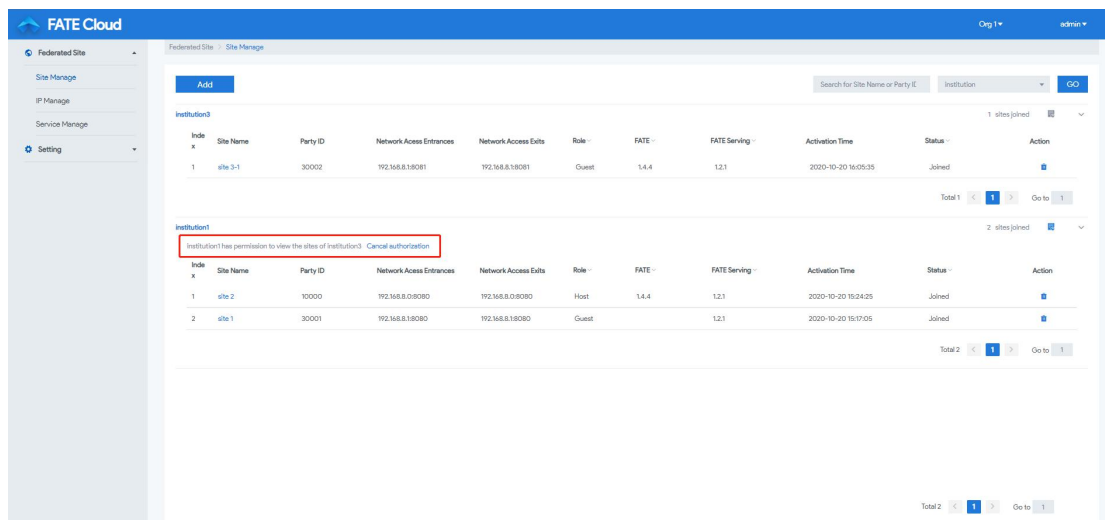 FATE Cloud
Org 1
admin
Federated Site
Federated Site > Site Manage
Site Manage
IP Manage
Service Manage
Setting
Add
Search for Site Name or Party I
Institution
GO
institution3
1 sites joined
Index Site Name Party ID Network Acess Entrances Network Access Exits Role FATE FATE Serving Activation Time Status Action
1 site 3-1 30002 192.168.8.1:8081 192.168.8.1:8081 Guest 1.4.4 1.2.1 2020-10-20 16:05:35 Joined
Total 1 < 1 > Go to 1
institution1
2 sites joined
Institution1 has permission to view the sites of institution3 Cancal authorization
Index Site Name Party ID Network Acess Entrances Network Access Exits Role FATE FATE Serving Activation Time Status Action
1 site 2 10000 192.168.8.0:8080 192.168.8.0:8080 Host 1.4.4 1.2.1 2020-10-20 15:24:25 Joined
2 site 1 30001 192.168.8.1:8080 192.168.8.1:8080 Guest 1.2.1 2020-10-20 15:17:05 Joined
Total 2 < 1 > Go to 1
Total 2 < 1 > Go to 1